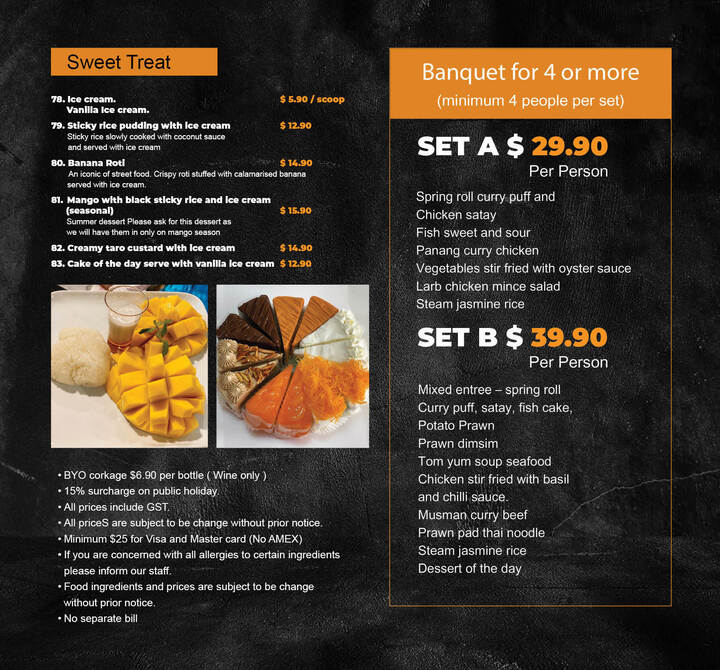 Sweet Treat
78. Ice cream. $ 5.90 / scoop
Vanilla ice cream.
79. Sticky rice pudding with ice cream $ 12.90
Sticky rice slowly cooked with coconut sauce
and served with ice cream
80. Banana Roti $ 14.90
An iconic of street food. Crispy roti stuffed with calamarised banana
served with ice cream.
81. Mango with black sticky rice and ice cream
(seasonal) $ 15.90
Summer dessert Please ask for this dessert as
we will have them in only on mango season
82. Creamy taro custard with ice cream $ 14.90
83. Cake of the day serve with vanilla ice cream $ 12.90
• BYO corkage $6.90 per bottle ( Wine only )
• 15% surcharge on public holiday.
• All prices include GST.
• All priceS are subject to be change without prior notice.
• Minimum $25 for Visa and Master card (No AMEX)
• If you are concerned with all allergies to certain ingredients
please inform our staff.
• Food ingredients and prices are subject to be change
without prior notice.
• No separate bill
Banquet for 4 or more
(minimum 4 people per set)
SET A $ 29.90
Per Person
Spring roll curry puff and
Chicken satay
Fish sweet and sour
Panang curry chicken
Vegetables stir fried with oyster sauce
Larb chicken mince salad
Steam jasmine rice
SET B $ 39.90
Per Person
Mixed entree – spring roll
Curry puff, satay, fish cake,
Potato Prawn
Prawn dimsim
Tom yum soup seafood
Chicken stir fried with basil
and chilli sauce.
Musman curry beef
Prawn pad thai noodle
Steam jasmine rice
Dessert of the day